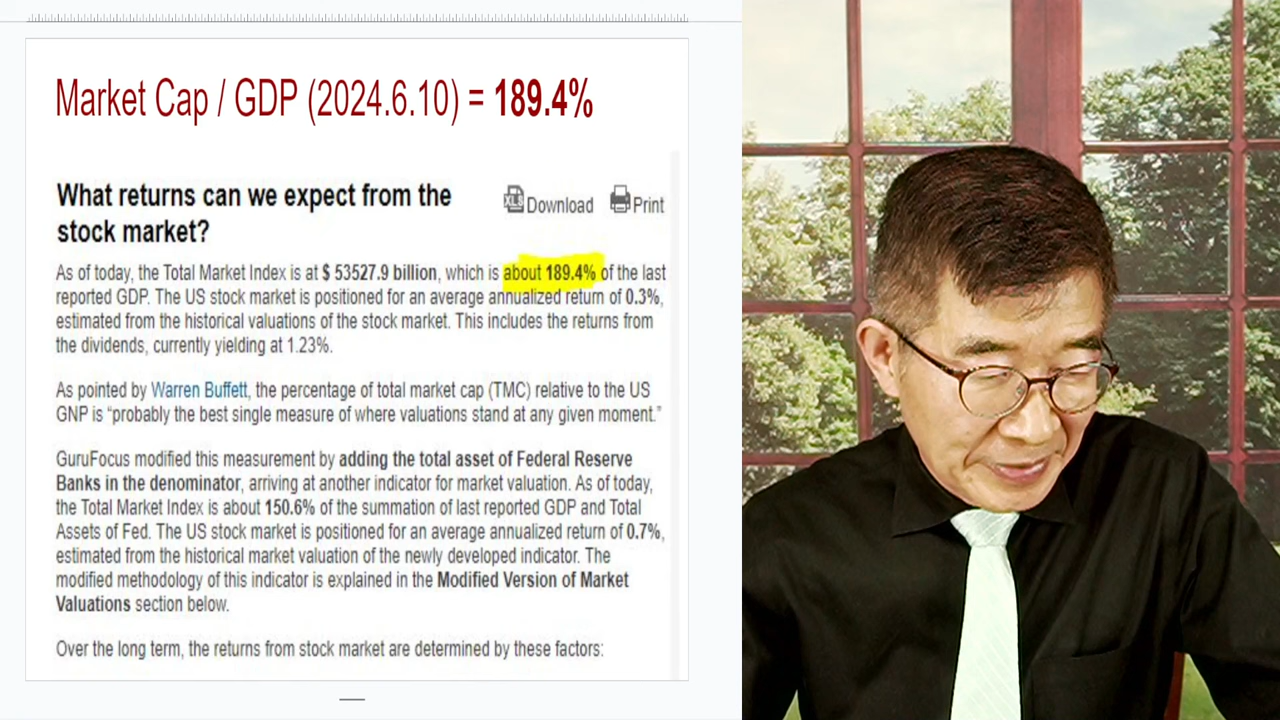 Market Cap / GDP (2024.6.10) = 189.4%
What returns can we expect from the
stock market?
XLS Download Print
As of today, the Total Market Index is at $ 53527.9 billion, which is about 189.4% of the last
reported GDP. The US stock market is positioned for an average annualized return of 0.3%,
estimated from the historical valuations of the stock market. This includes the returns from
the dividends, currently yielding at 1.23%.
As pointed by Warren Buffett, the percentage of total market cap (TMC) relative to the US
GNP is “probably the best single measure of where valuations stand at any given moment.”
GuruFocus modified this measurement by adding the total asset of Federal Reserve
Banks in the denominator, arriving at another indicator for market valuation. As of today,
the Total Market Index is about 150.6% of the summation of last reported GDP and Total
Assets of Fed. The US stock market is positioned for an average annualized return of 0.7%,
estimated from the historical market valuation of the newly developed indicator. The
modified methodology of this indicator is explained in the Modified Version of Market
Valuations section below.
Over the long term, the returns from stock market are determined by these factors: